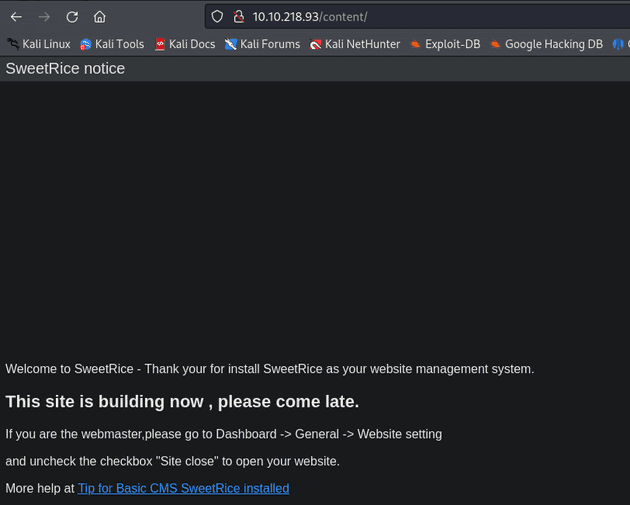 10.10.218.93/content/
Kali Linux Kali Tools Kali Docs Kali Forums Kali NetHunter Exploit-DB Google Hacking DB
SweetRice notice
Welcome to SweetRice - Thank your for install SweetRice as your website management system.
This site is building now , please come late.
If you are the webmaster,please go to Dashboard -> General -> Website setting
and uncheck the checkbox "Site close" to open your website.
More help at Tip for Basic CMS SweetRice installed